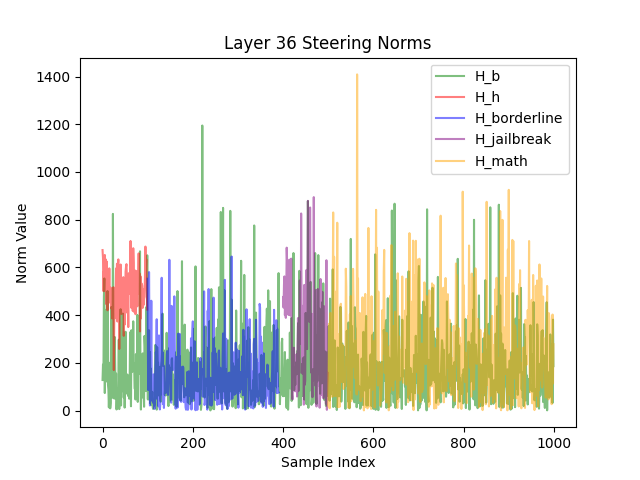 Layer 36 Steering Norms
Norm Value
1400
1200
1000
800
600
400
200
0
H_b
H_h
H_borderline
H_jailbreak
H_math
0
200
400
600
800
1000
Sample Index